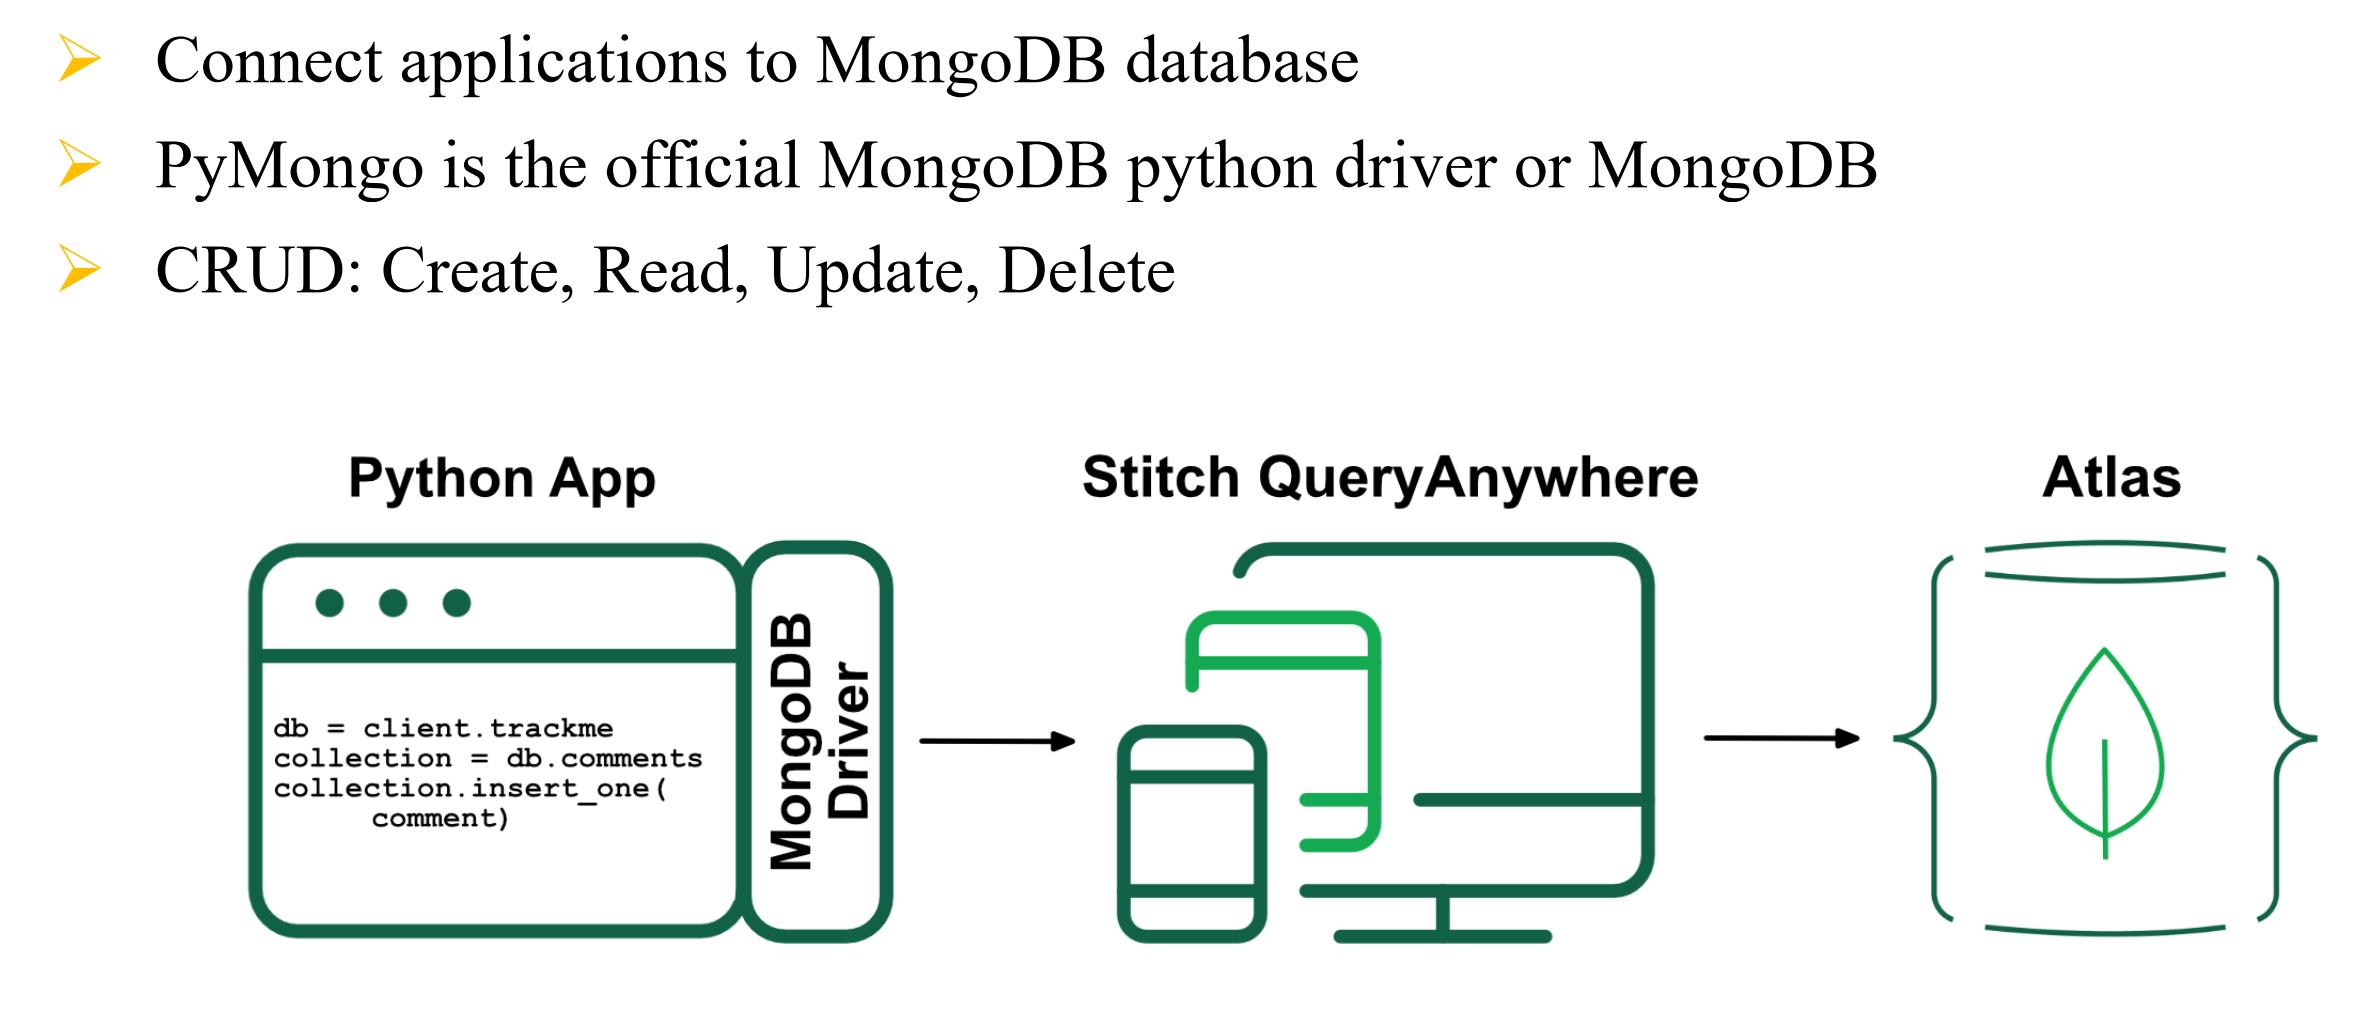 Connect applications to MongoDB database
PyMongo is the official MongoDB python driver or MongoDB
CRUD: Create, Read, Update, Delete
Python App
db = client.trackme
collection = db.comments
collection.insert_one(
comment)
MongoDB
Driver
Stitch QueryAnywhere
Atlas